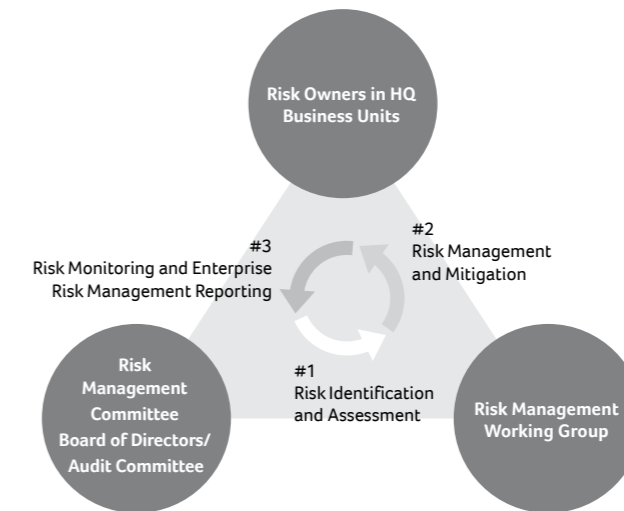 Risk Owners in HQ
Business Units
#3
Risk Monitoring and Enterprise
Risk Management Reporting
#2
Risk Management
and Mitigation
#1
Risk Identification
and Assessment
Risk
Management
Committee
Board of Directors/
Audit Committee
Risk Management
Working Group